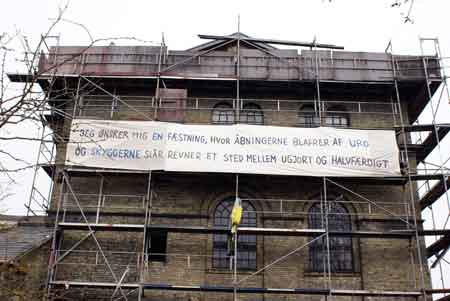 JEG ØNSKER MIG EN FÆSTNING, HVOR ÅBNINGERNE BLAFRER AF URO
OG SKYGGERNE SLÅR REVNER ET STED MELLEM UGJORT OG HALVFÆRDIGT